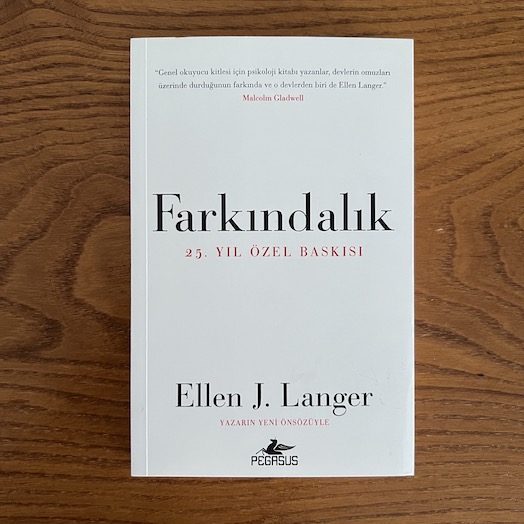 "Genel okuyucu kitlesi için psikoloji kitabı yazanlar, devlerin omuzları
üzerinde durduğunun farkında ve o devlerden biri de Ellen Langer."
Malcolm Gladwell
Farkındalık
25. YIL ÖZEL BASKISI
Ellen J. Langer
YAZARIN YENİ ÖNSÖZÜYLE
PEGASUS